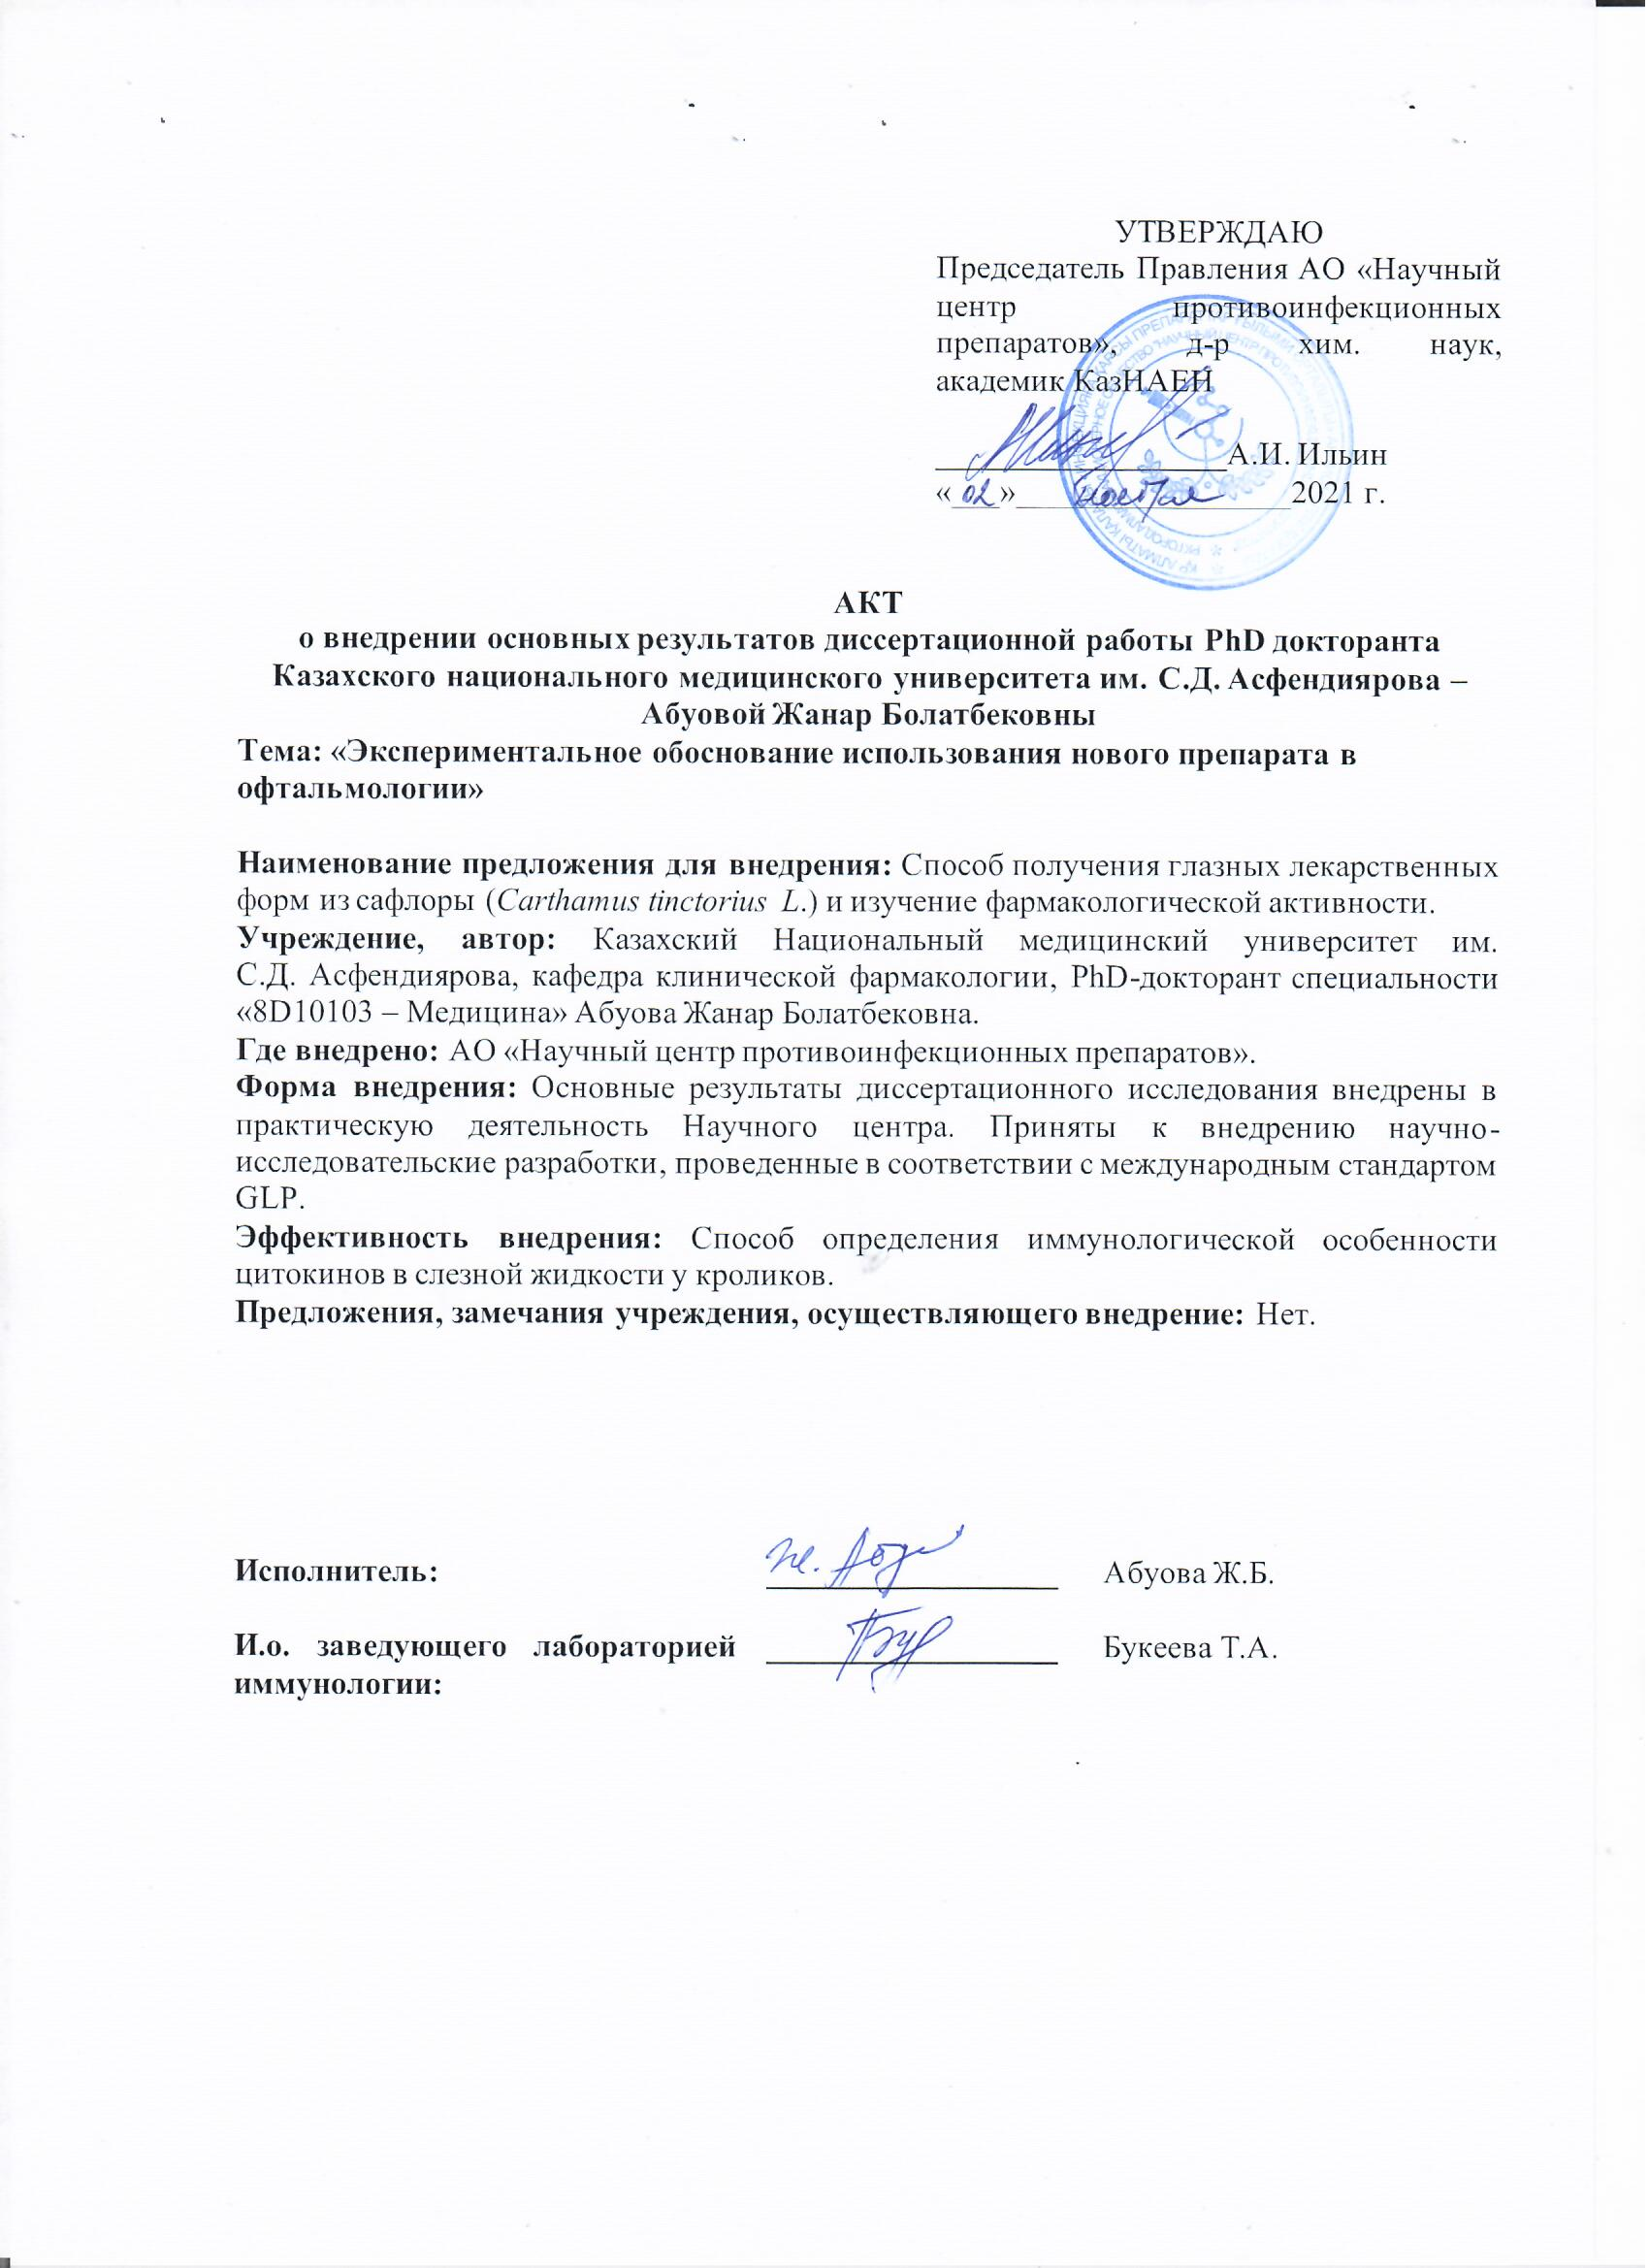 УТВЕРЖДАЮ
Председатель Правления АО «Научный
центр противоинфекционных
препаратов», д-р хим. наук,
академик КазНАЕН
А.И. Ильин
«02» 2021 г.
АКТ
о внедрении основных результатов диссертационной работы PhD докторанта
Казахского национального медицинского университета им. С.Д. Асфендиярова –
Абуовой Жанар Болатбековны
Тема: «Экспериментальное обоснование использования нового препарата в
офтальмологии»
Наименование предложения для внедрения: Способ получения глазных лекарственных
форм из сафлоры (Carthamus tinctorius L.) и изучение фармакологической активности.
Учреждение, автор: Казахский Национальный медицинский университет им.
С.Д. Асфендиярова, кафедра клинической фармакологии, PhD-докторант специальности
«8D10103 – Медицина» Абуова Жанар Болатбековна.
Где внедрено: АО «Научный центр противоинфекционных препаратов».
Форма внедрения: Основные результаты диссертационного исследования внедрены в
практическую деятельность Научного центра. Приняты к внедрению научно-
исследовательские разработки, проведенные в соответствии с международным стандартом
GLP.
Эффективность внедрения: Способ определения иммунологической особенности
цитокинов в слезной жидкости у кроликов.
Предложения, замечания учреждения, осуществляющего внедрение: Нет.
Исполнитель: Абуова Ж.Б.
И.о. заведующего лабораторией Букеева Т.А.
иммунологии: